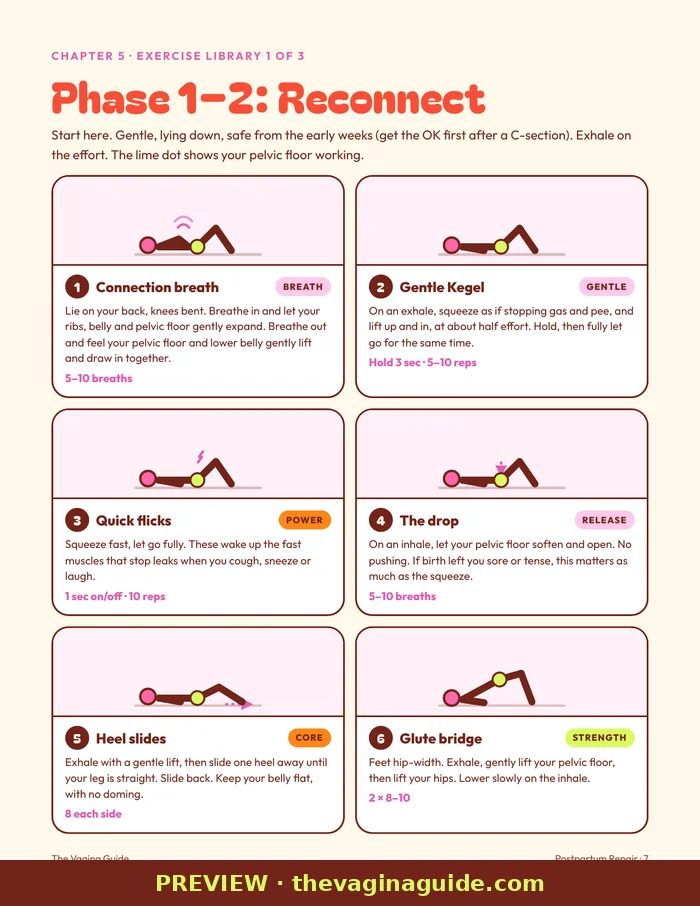 CHAPTER 5 · EXERCISE LIBRARY 1 OF 3
Phase 1–2: Reconnect
Start here. Gentle, lying down, safe from the early weeks (get the OK first after a C-section). Exhale on
the effort. The lime dot shows your pelvic floor working.
1 Connection breath BREATH
Lie on your back, knees bent. Breathe in and let your
ribs, belly and pelvic floor gently expand. Breathe out
and feel your pelvic floor and lower belly gently lift
and draw in together.
5–10 breaths
2 Gentle Kegel GENTLE
On an exhale, squeeze as if stopping gas and pee, and
lift up and in, at about half effort. Hold, then fully let
go for the same time.
Hold 3 sec · 5–10 reps
3 Quick flicks POWER
Squeeze fast, let go fully. These wake up the fast
muscles that stop leaks when you cough, sneeze or
laugh.
1 sec on/off · 10 reps
4 The drop RELEASE
On an inhale, let your pelvic floor soften and open. No
pushing. If birth left you sore or tense, this matters as
much as the squeeze.
5–10 breaths
5 Heel slides CORE
Exhale with a gentle lift, then slide one heel away until
your leg is straight. Slide back. Keep your belly flat,
with no doming.
8 each side
6 Glute bridge STRENGTH
Feet hip-width. Exhale, gently lift your pelvic floor,
then lift your hips. Lower slowly on the inhale.
2 × 8–10
The Vagina Guide
Postpartum Repair · 7
PREVIEW · thevaginaguide.com